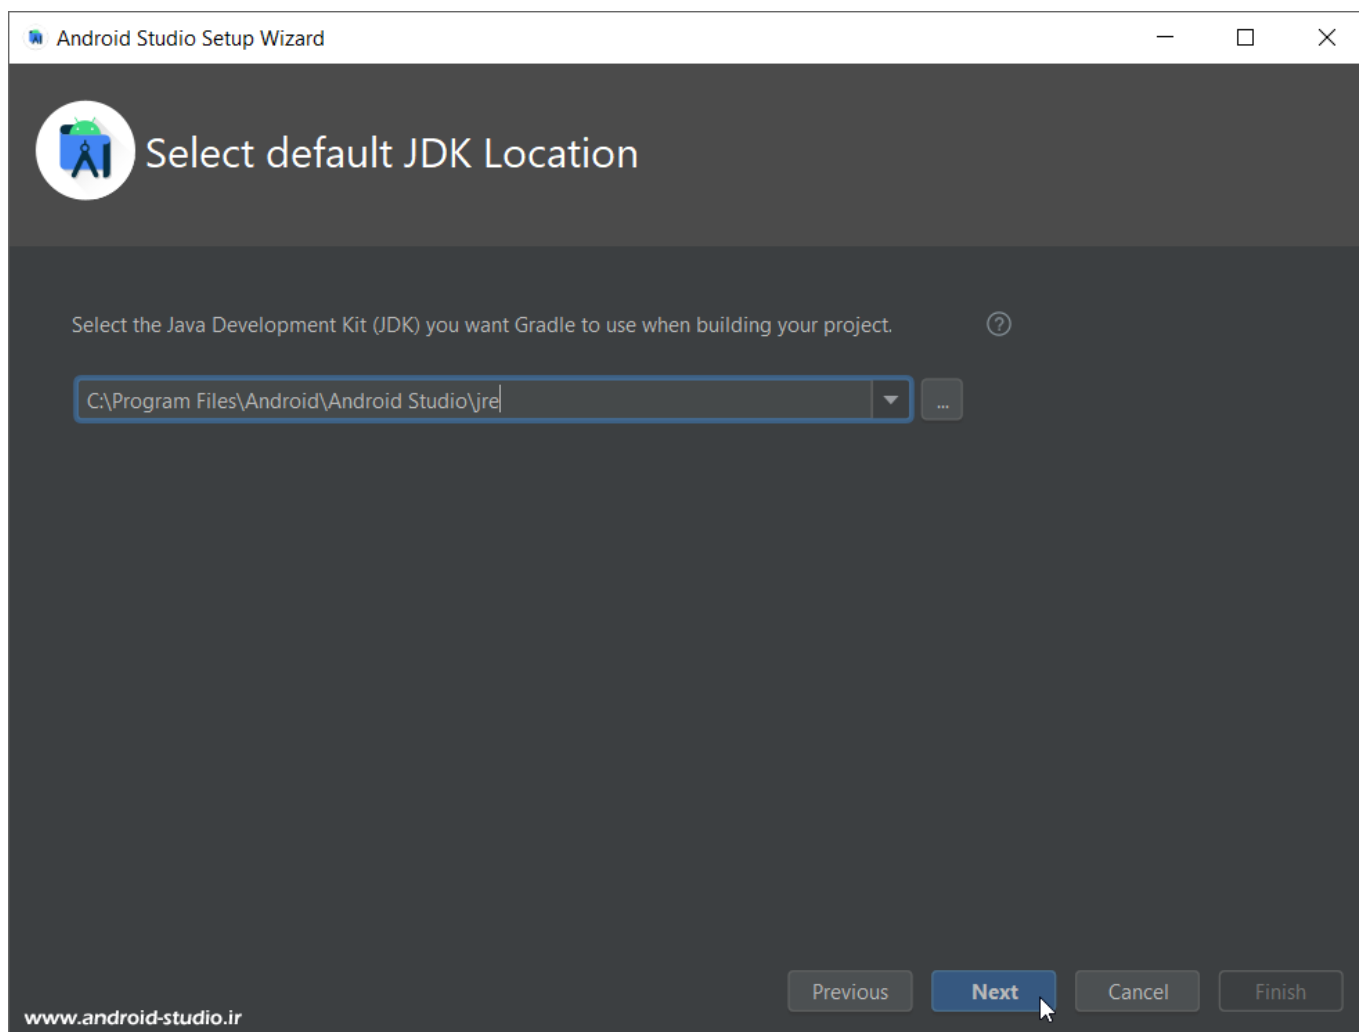 Android Studio Setup Wizard
Select default JDK Location
Select the Java Development Kit (JDK) you want Gradle to use when building your project.
C:\Program Files\Android\Android Studio\jre
...
Previous
Next
Cancel
Finish
www.android-studio.ir